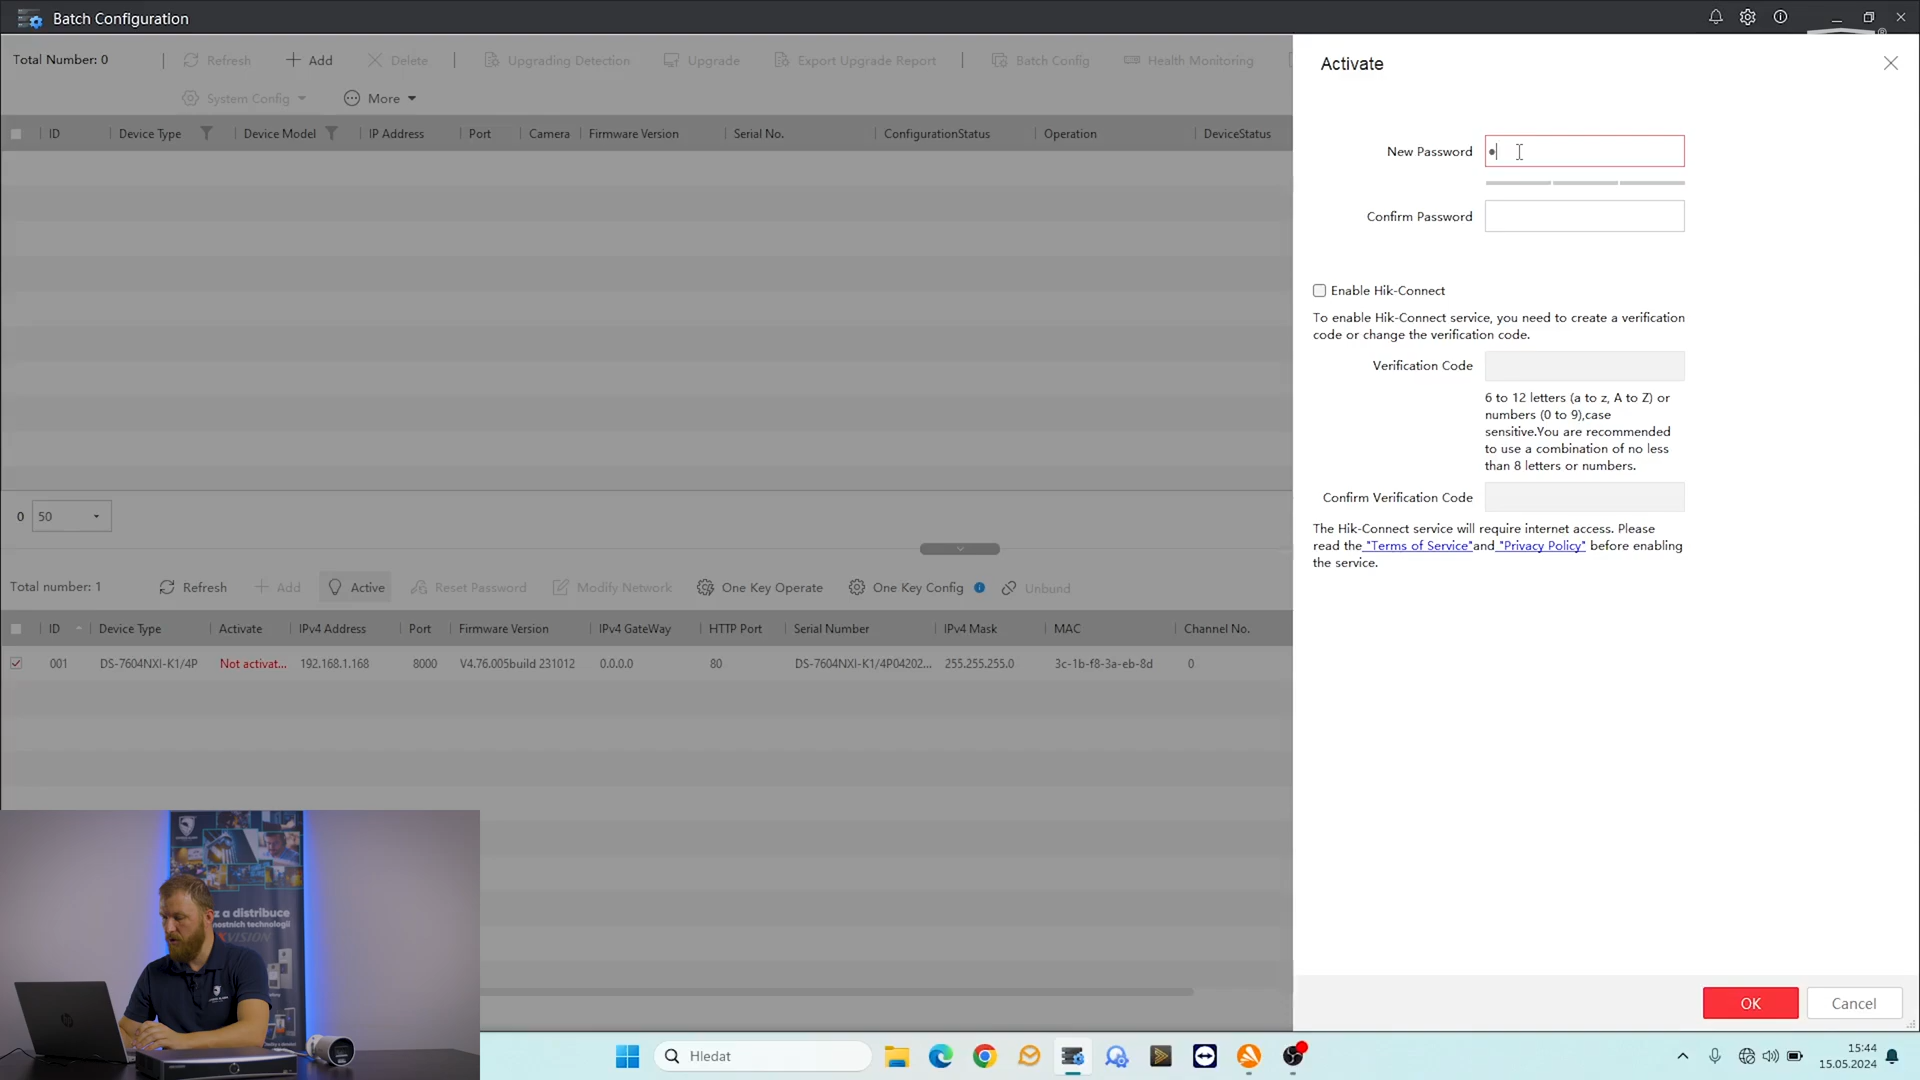 Batch Configuration
Total Number: 0
Refresh
Add
Delete
Upgrading Detection
Upgrade
Export Upgrade Report
Batch Config
Health Monitoring
System Config
More
ID
Device Type
Device Model
IP Address
Port
Camera
Firmware Version
Serial No.
ConfigurationStatus
Operation
DeviceStatus
0
50
Total number: 1
Refresh
Add
Active
Reset Password
Modify Network
One Key Operate
One Key Config
Unbund
ID
Device Type
Activate
IPv4 Address
Port
Firmware Version
IPv4 GateWay
HTTP Port
Serial Number
IPv4 Mask
MAC
Channel No.
001
DS-7604NXI-K1/4P
Not activat...
192.168.1.168
8000
V4.76.005build 231012
0.0.0.0
80
DS-7604NXI-K1/4P04202...
255.255.255.0
3c-1b-f8-3a-eb-8d
0
Activate
New Password
Confirm Password
Enable Hik-Connect
To enable Hik-Connect service, you need to create a verification
code or change the verification code.
Verification Code
6 to 12 letters (a to z, A to Z) or
numbers (0 to 9),case
sensitive.You are recommended
to use a combination of no less
than 8 letters or numbers.
Confirm Verification Code
The Hik-Connect service will require internet access. Please
read the "Terms of Service"and "Privacy Policy" before enabling
the service.
OK
Cancel
z a distribuce
VISION
Hledat
15:44
15.05.2024